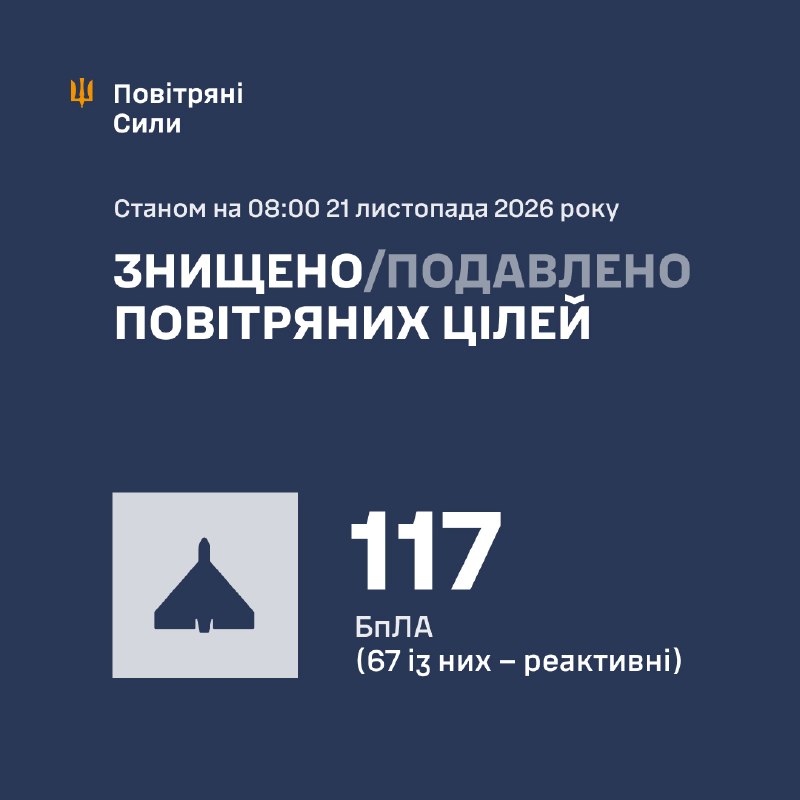 Повітряні
Сили
Станом на 08:00 21 листопада 2026 року
ЗНИЩЕНО/ПОДАВЛЕНО
ПОВІТРЯНИХ ЦІЛЕЙ
117
БпЛА
(67 із них – реактивні)